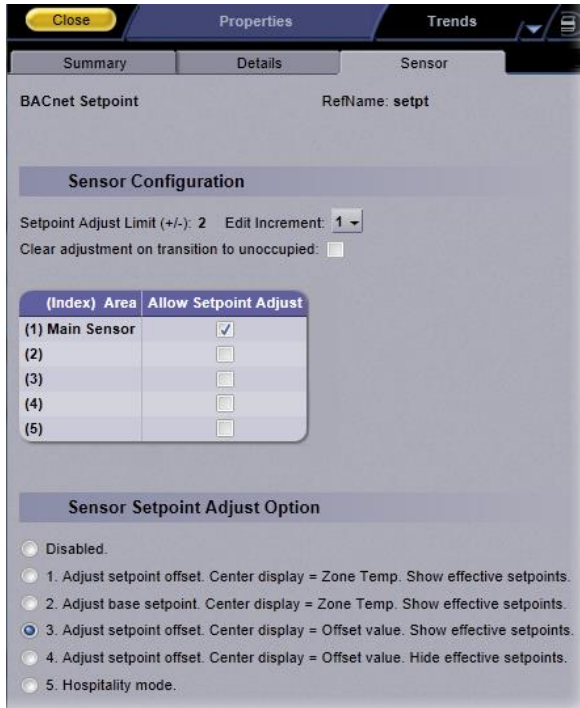 Close Properties Trends
Summary Details Sensor
BACnet Setpoint RefName: setpt
Sensor Configuration
Setpoint Adjust Limit (+/-): 2 Edit Increment: 1
Clear adjustment on transition to unoccupied:
(Index) Area Allow Setpoint Adjust
(1) Main Sensor
(2)
(3)
(4)
(5)
Sensor Setpoint Adjust Option
Disabled.
1. Adjust setpoint offset. Center display = Zone Temp. Show effective setpoints.
2. Adjust base setpoint. Center display = Zone Temp. Show effective setpoints.
3. Adjust setpoint offset. Center display = Offset value. Show effective setpoints.
4. Adjust setpoint offset. Center display = Offset value. Hide effective setpoints.
5. Hospitality mode.